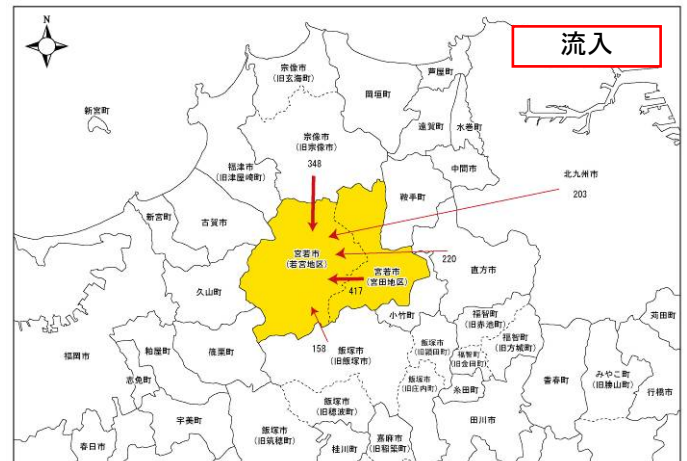 N
流入
宗像市
(旧玄海町)
芦屋町
岡垣町
新宮町
遠賀町
水巻町
宗像市
(旧宗像市)
348
福津市
(旧津屋崎町)
中間市
北九州市
203
鞍手町
新宮町
古賀市
宮若市
(若宮地区)
220
直方市
宮若市
(宮田地区)
417
久山町
小竹町
福智町
(旧赤池町)
苅田町
福岡市
粕屋町
篠栗町
158
飯塚市
(旧飯塚市)
飯塚市
(旧頴田町)
福智町
(旧金田町)
福智町
(旧方城町)
志免町
飯塚市
(旧庄内町)
糸田町
香春町
みやこ町
(旧勝山町)
行橋市
宇美町
飯塚市
(旧穂波町)
田川市
春日市
飯塚市
(旧筑穂町)
桂川町
嘉麻市
(旧稲築町)